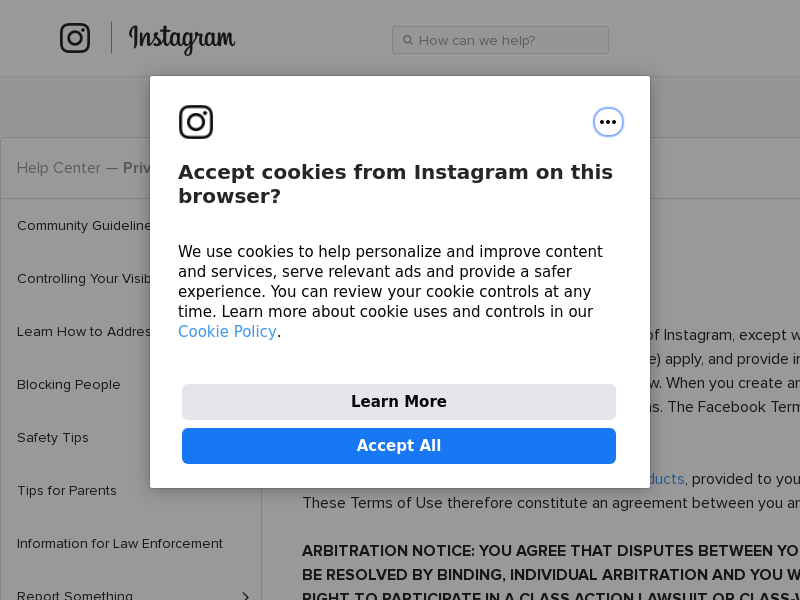 Instagram
How can we help?
Accept cookies from Instagram on this
browser?
We use cookies to help personalize and improve content
and services, serve relevant ads and provide a safer
experience. You can review your cookie controls at any
time. Learn more about cookie uses and controls in our
Cookie Policy.
Learn More
Accept All
Help Center — Priv
Community Guideline
Controlling Your Visib
Learn How to Addres
Blocking People
Safety Tips
Tips for Parents
Information for Law Enforcement
Report Something
of Instagram, except w
e) apply, and provide in
w. When you create an
s. The Facebook Term
ducts, provided to you
These Terms of Use therefore constitute an agreement between you an
ARBITRATION NOTICE: YOU AGREE THAT DISPUTES BETWEEN YO
BE RESOLVED BY BINDING, INDIVIDUAL ARBITRATION AND YOU W
RIGHT TO PARTICIPATE IN A CLASS ACTION LAWSUIT OR CLASS-